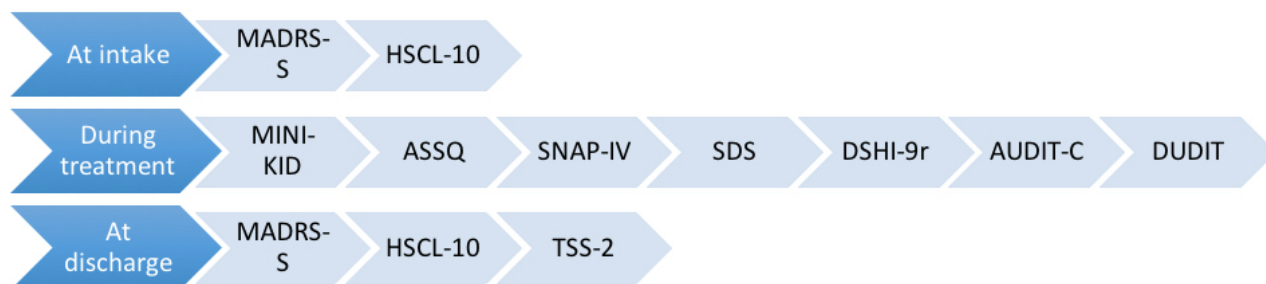 At intake
MADRS-
S
HSCL-10
During
treatment
MINI-
KID
ASSQ
SNAP-IV
SDS
DSHI-9r
AUDIT-C
DUDIT
At
discharge
MADRS-
S
HSCL-10
TSS-2